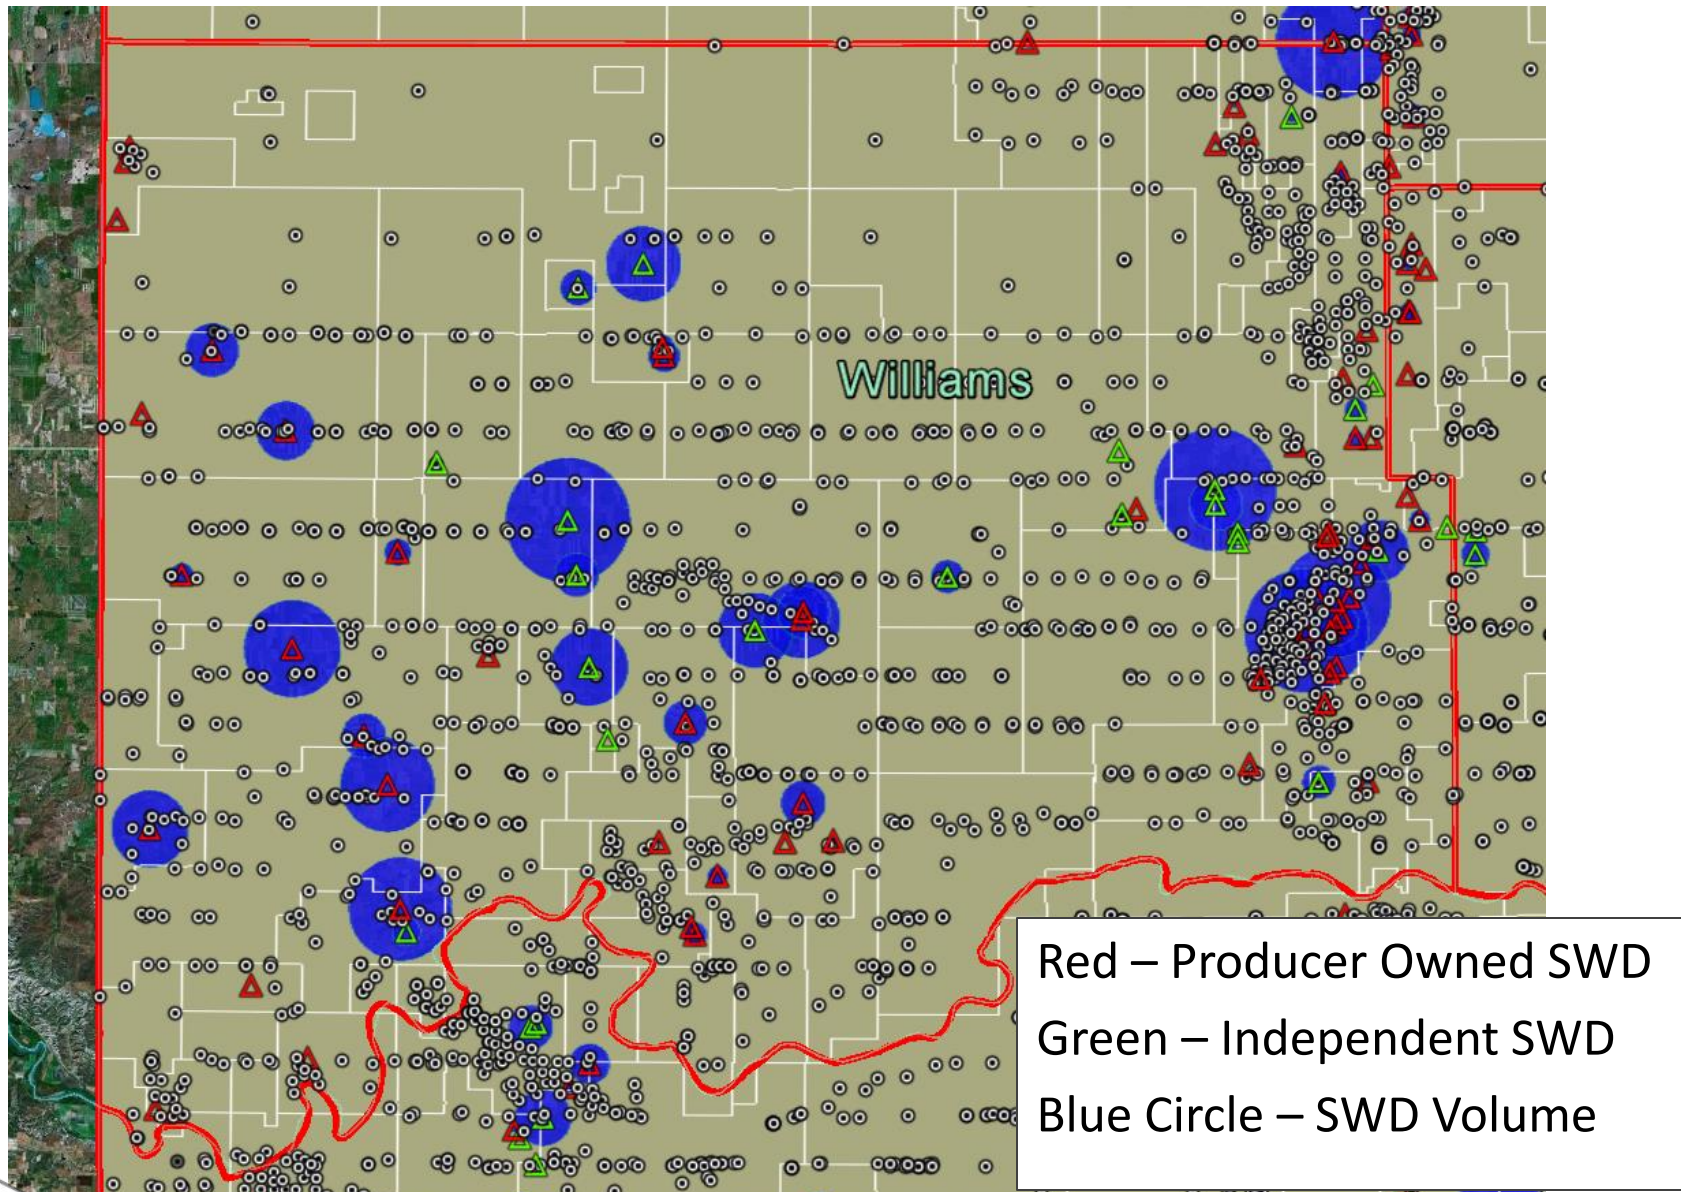 Williams
Red – Producer Owned SWD
Green – Independent SWD
Blue Circle – SWD Volume